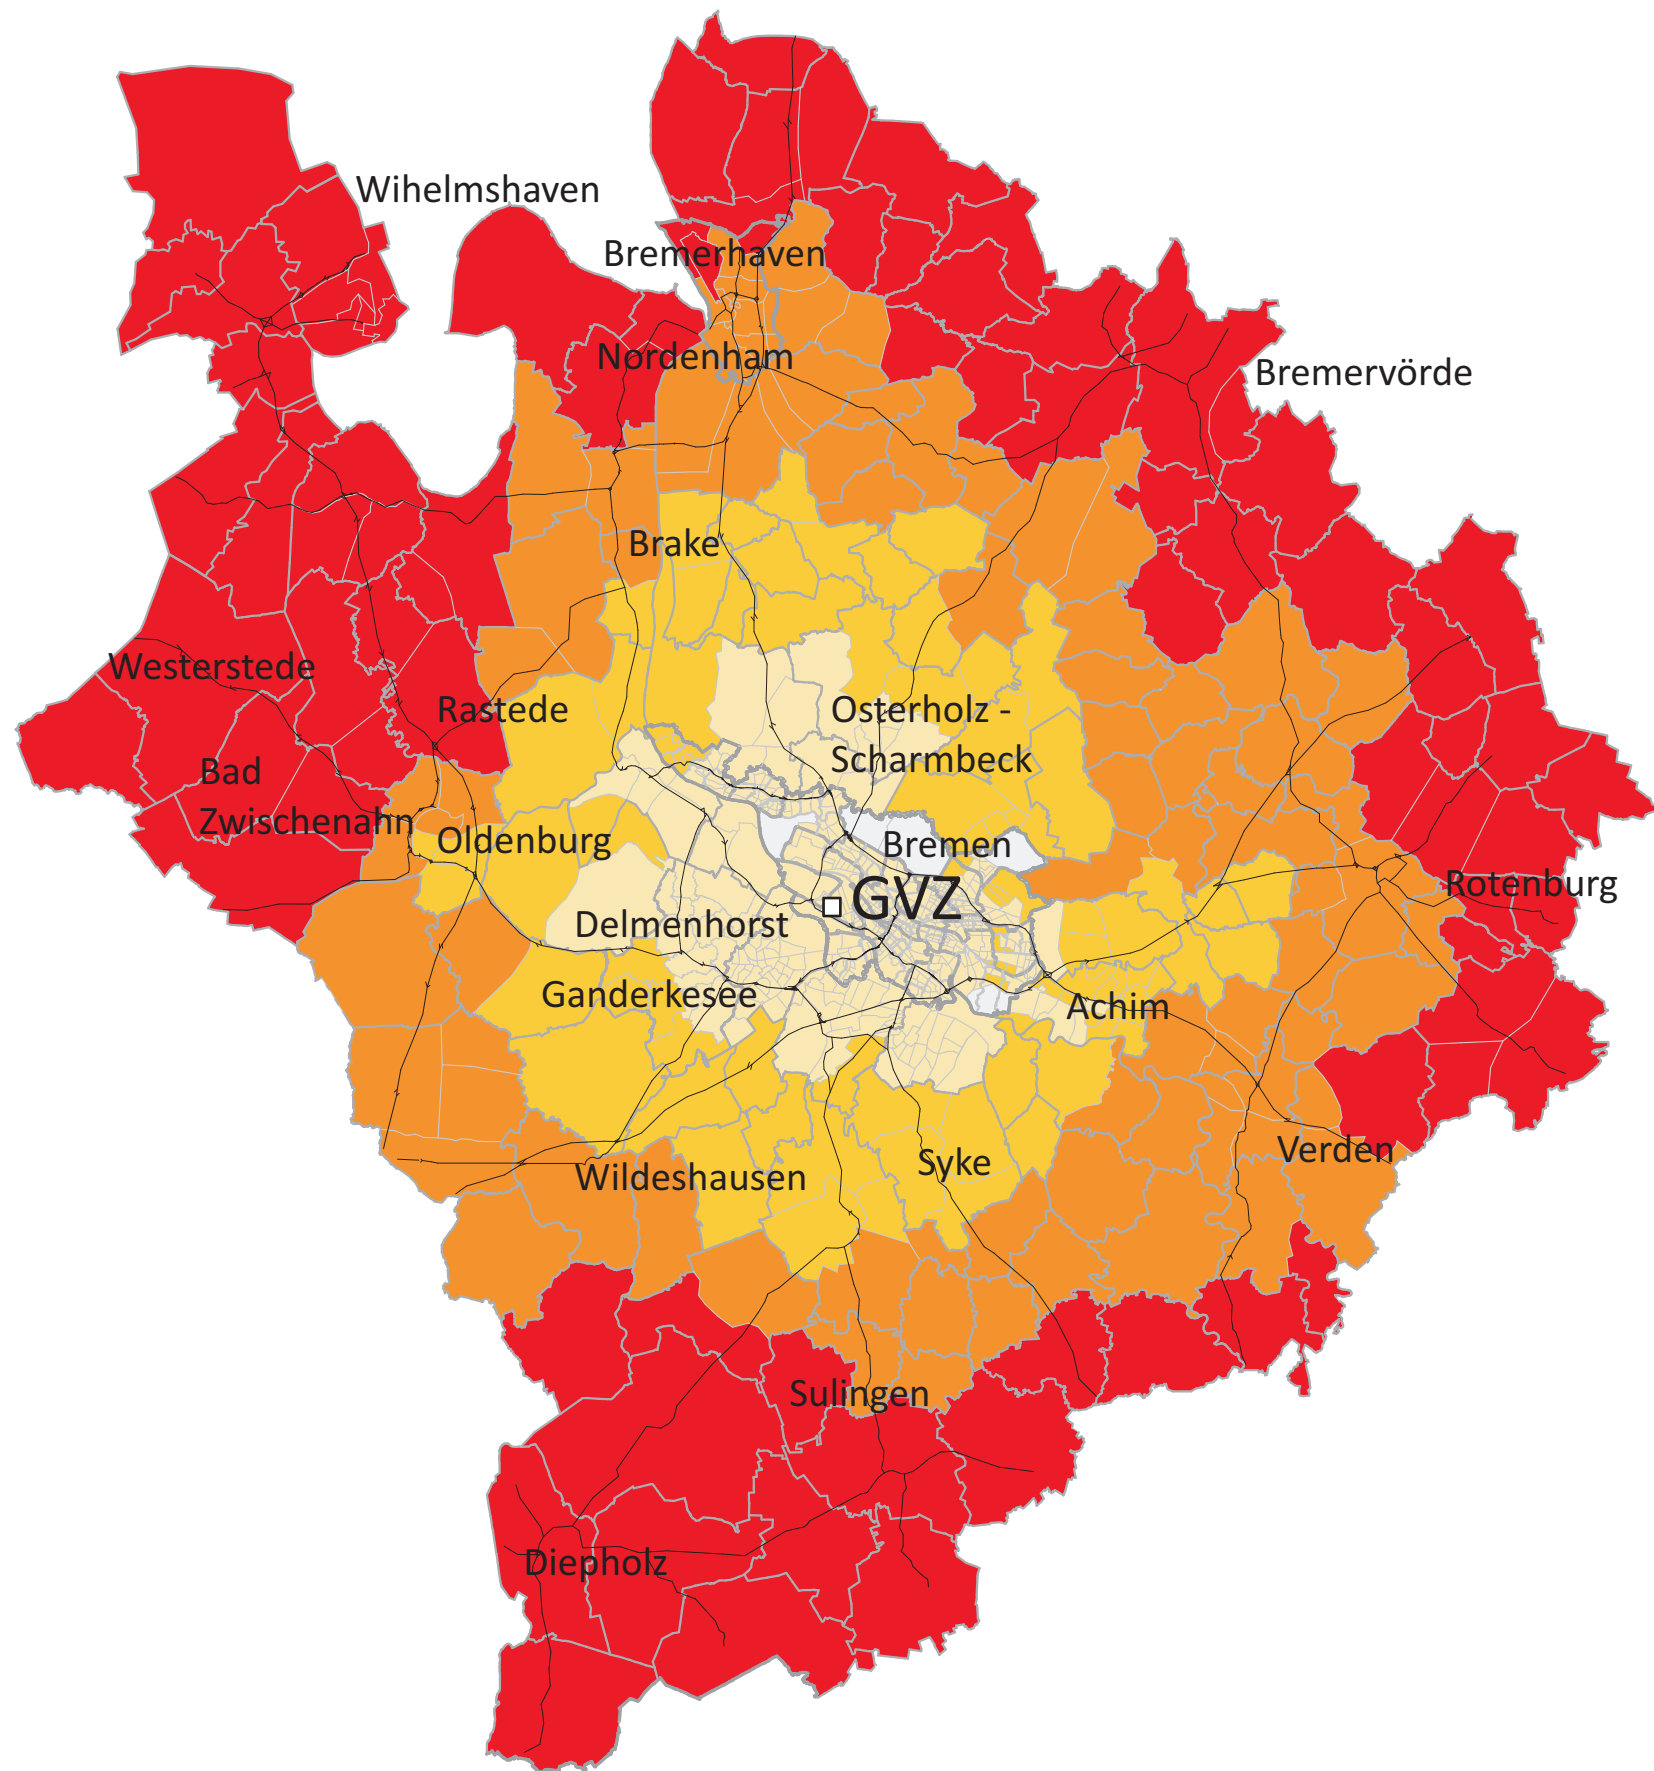 Wihelmshaven
Bremerhaven
Nordenham
Bremervörde
Brake
Westerstede
Rastede
Osterholz -
Scharmbeck
Bad
Zwischenahn
Oldenburg
Bremen
GVZ
Rotenburg
Delmenhorst
Ganderkesee
Achim
Verden
Wildeshausen
Syke
Sulingen
Diepholz